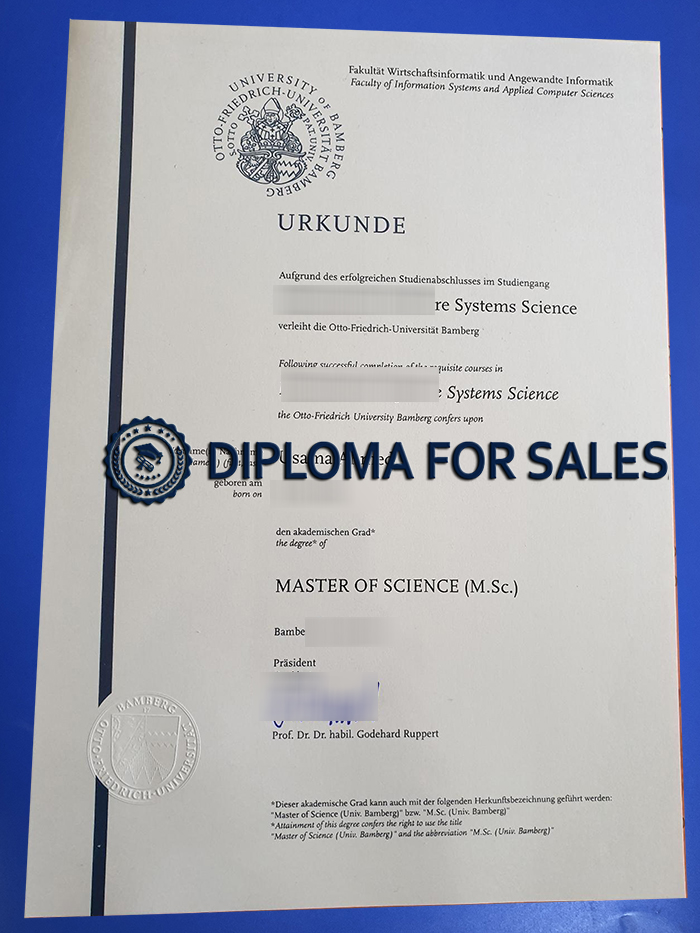 Fakultät Wirtschaftsinformatik und Angewandte Informatik
Faculty of Information Systems and Applied Computer Sciences
UNIVERSITY OF BAMBERG
OTTO-FRIEDRICH-UNIVERSITÄT BAMBERG
S.OTTO PAT.UNIV.
URKUNDE
Aufgrund des erfolgreichen Studienabschlusses im Studiengang
re Systems Science
verleiht die Otto-Friedrich-Universität Bamberg
Following successful completion of the requisite courses in
Systems Science
the Otto-Friedrich University Bamberg confers upon
DIPLOMA FOR SALES
geboren am
born on
den akademischen Grad*
the degree* of
MASTER OF SCIENCE (M.Sc.)
Bambe
Präsident
Prof. Dr. Dr. habil. Godehard Ruppert
OTTO-FRIEDRICH-UNIVERSITÄT BAMBERG
*Dieser akademische Grad kann auch mit der folgenden Herkunftsbezeichnung geführt werden:
"Master of Science (Univ. Bamberg)" bzw. "M.Sc. (Univ. Bamberg)"
*Attainment of this degree confers the right to use the title
"Master of Science (Univ. Bamberg)" and the abbreviation "M.Sc. (Univ. Bamberg)"